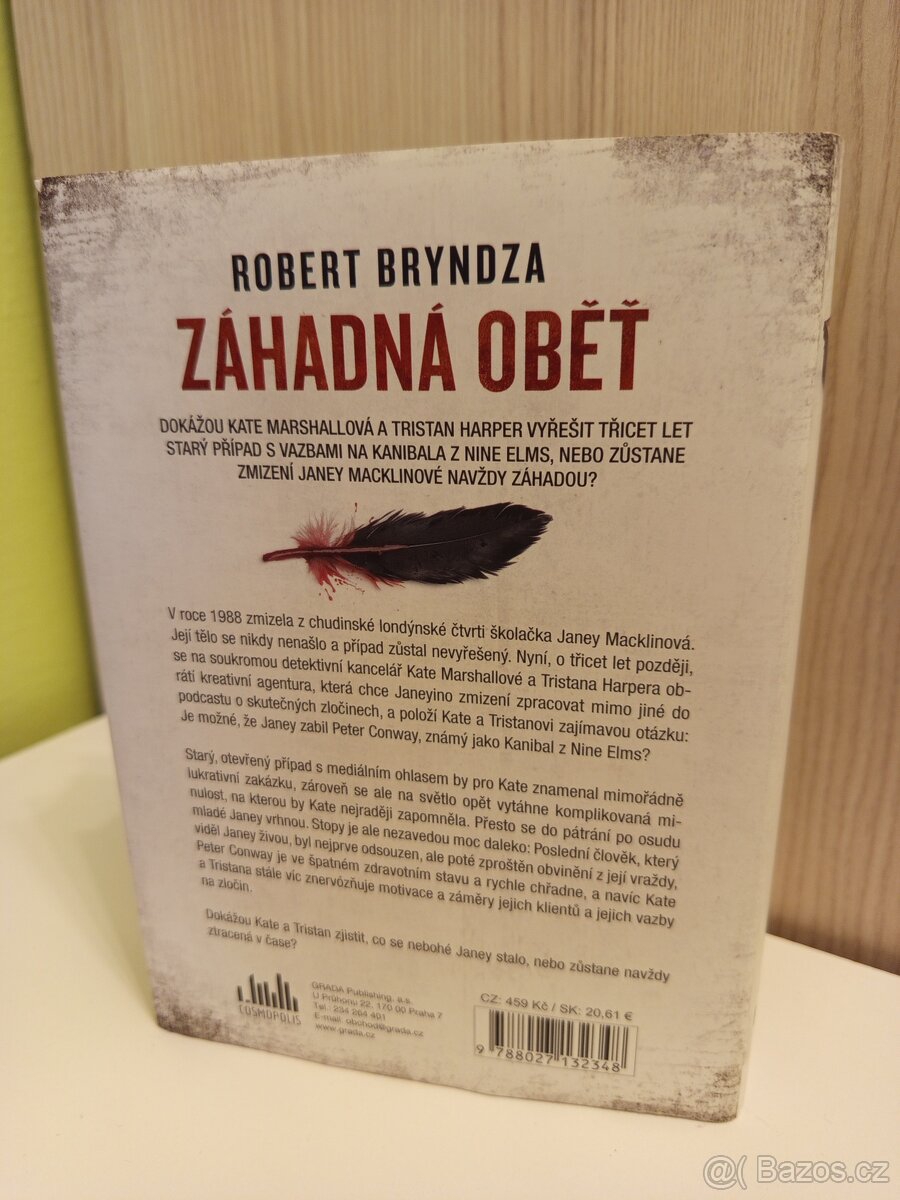 ROBERT BRYNDZA
ZÁHADNÁ OBĚŤ
DOKÁŽOU KATE MARSHALLOVÁ A TRISTAN HARPER VYŘEŠIT TŘICET LET
STARÝ PŘÍPAD S VAZBAMI NA KANIBALA Z NINE ELMS, NEBO ZŮSTANE
ZMIZENÍ JANEY MACKLINOVÉ NAVŽDY ZÁHADOU?
V roce 1988 zmizela z chudinské londýnské čtvrti školačka Janey Macklinová.
Její tělo se nikdy nenašlo a případ zůstal nevyřešený. Nyní, o třicet let později,
se na soukromou detektivní kancelář Kate Marshallové a Tristana Harpera ob-
rátí kreativní agentura, která chce Janeyino zmizení zpracovat mimo jiné do
podcastu o skutečných zločinech, a položí Kate a Tristanovi zajímavou otázku:
Je možné, že Janey zabil Peter Conway, známý jako Kanibal z Nine Elms?
Starý, otevřený případ s mediálním ohlasem by pro Kate znamenal mimořádně
lukrativní zakázku, zároveň se ale na světlo opět vytáhne komplikovaná mi-
nulost, na kterou by Kate nejraději zapomněla. Přesto se do pátrání po osudu
mladé Janey vrhnou. Stopy je ale nezavedou moc daleko: Poslední člověk, který
viděl Janey živou, byl nejprve odsouzen, ale poté zproštěn obvinění z její vraždy,
Peter Conway je ve špatném zdravotním stavu a rychle chřadne, a navíc Kate
a Tristana stále víc znervózňuje motivace a záměry jejich klientů a jejich vazby
na zločin.
Dokážou Kate a Tristan zjistit, co se nebohé Janey stalo, nebo zůstane navždy
ztracená v čase?
COSMOPOLIS
GRADA Publishing, a.s.
U Průhonu 22, 170 00 Praha 7
Tel.: 234 264 401
E-mail: obchod@grada.cz
www.grada.cz
CZ: 459 Kč / SK: 20,61 €
9 788027 132348
@( Bazos.cz